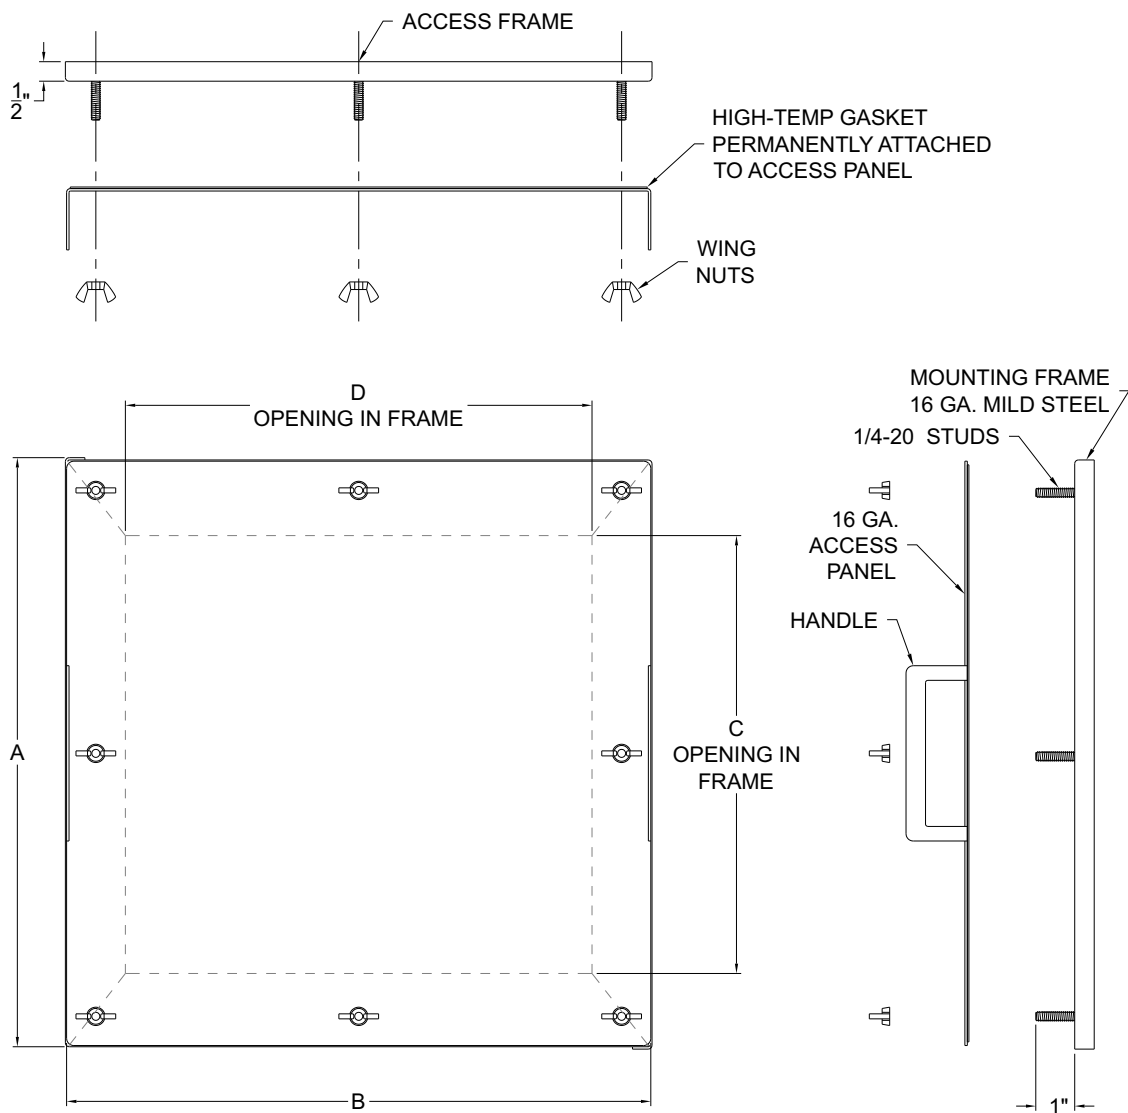 ACCESS FRAME
1/2"
HIGH-TEMP GASKET
PERMANENTLY ATTACHED
TO ACCESS PANEL
WING
NUTS
D
OPENING IN FRAME
MOUNTING FRAME
16 GA. MILD STEEL
1/4-20 STUDS
16 GA.
ACCESS
PANEL
HANDLE
A
C
OPENING IN
FRAME
B
1"